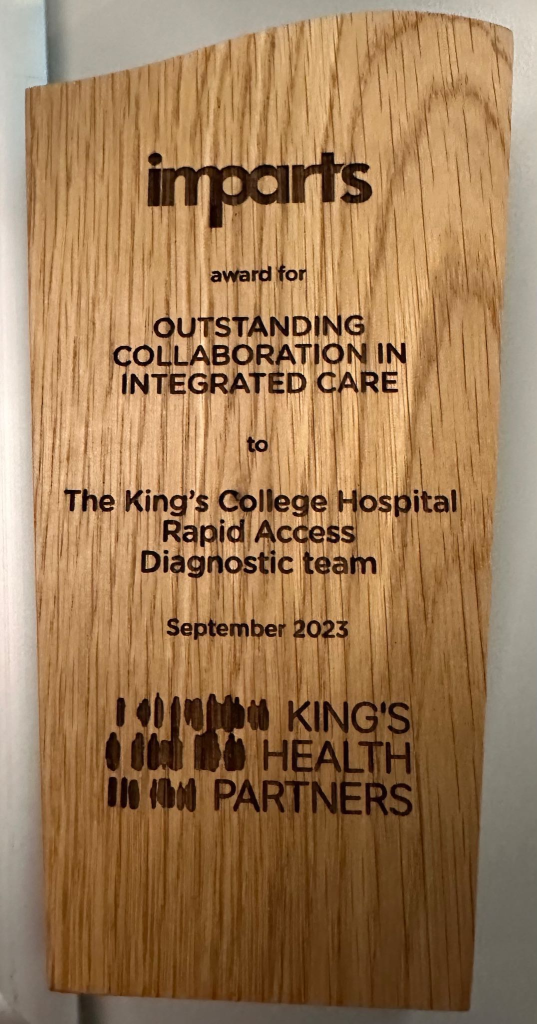 imparts
award for
OUTSTANDING
COLLABORATION IN
INTEGRATED CARE
to
The King's College Hospital
Rapid Access
Diagnostic team
September 2023
KING'S
HEALTH
PARTNERS